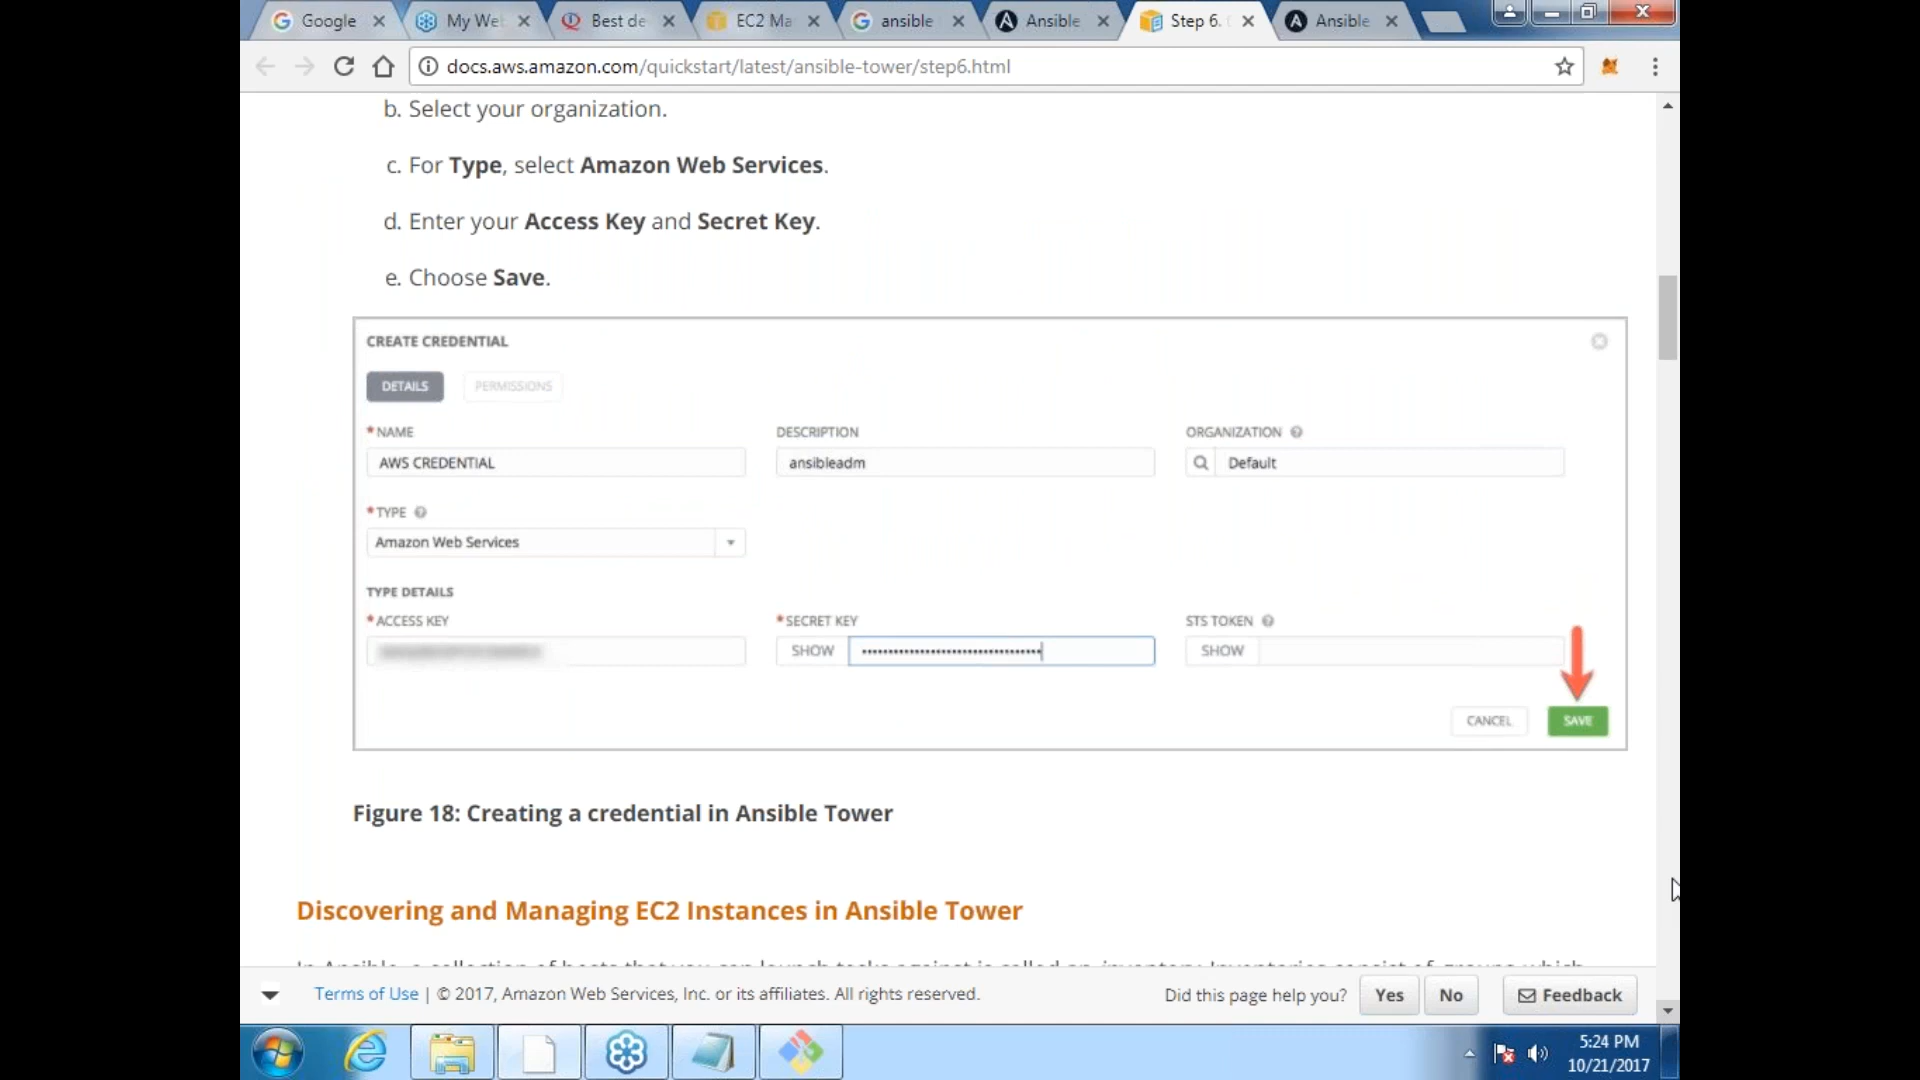 Google
My Web
Best de
EC2 Ma
ansible
Ansible
Step 6.
Ansible
docs.aws.amazon.com/quickstart/latest/ansible-tower/step6.html
b. Select your organization.
c. For Type, select Amazon Web Services.
d. Enter your Access Key and Secret Key.
e. Choose Save.
CREATE CREDENTIAL
DETAILS PERMISSIONS
* NAME DESCRIPTION ORGANIZATION
AWS CREDENTIAL ansibleadm Default
* TYPE
Amazon Web Services
TYPE DETAILS
* ACCESS KEY * SECRET KEY STS TOKEN
SHOW SHOW
CANCEL SAVE
Figure 18: Creating a credential in Ansible Tower
Discovering and Managing EC2 Instances in Ansible Tower
Terms of Use | © 2017, Amazon Web Services, Inc. or its affiliates. All rights reserved. Did this page help you? Yes No Feedback
5:24 PM
10/21/2017